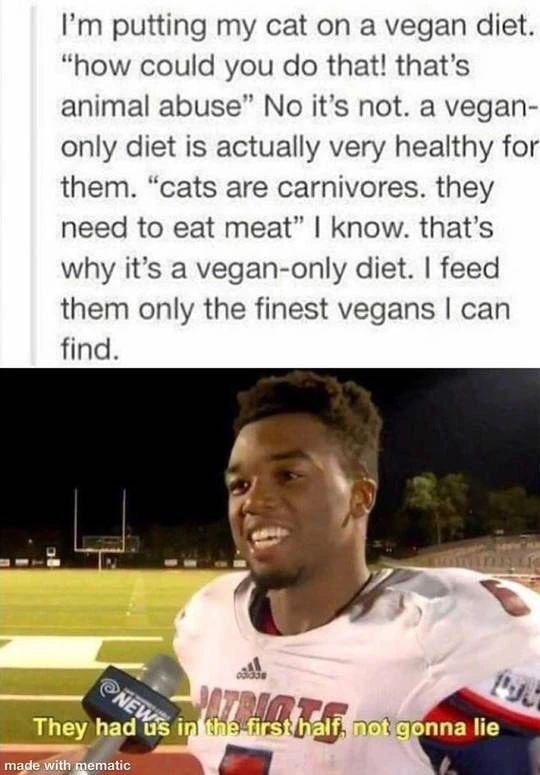 I'm putting my cat on a vegan diet.
“how could you do that! that's
animal abuse” No it's not. a vegan-
only diet is actually very healthy for
them. “cats are carnivores. they
need to eat meat” I know. that's
why it's a vegan-only diet. I feed
them only the finest vegans I can
find.
adidas
NEWS
PATRIOTS
They had us in the first half, not gonna lie
made with mematic